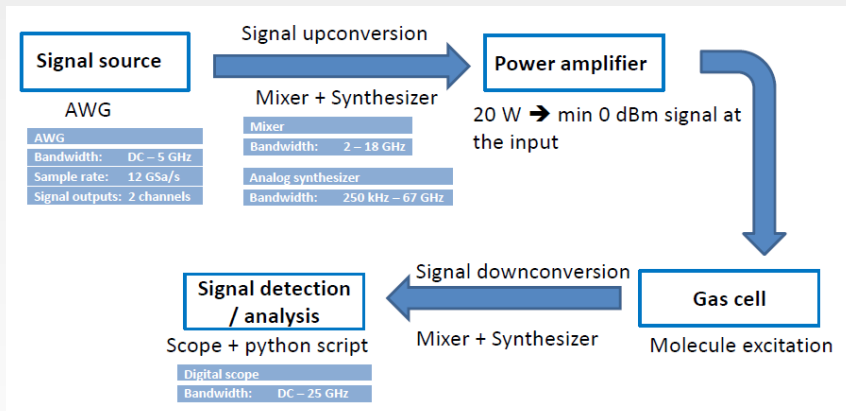 Signal source
AWG
AWG
Bandwidth: DC – 5 GHz
Sample rate: 12 GSa/s
Signal outputs: 2 channels
Signal upconversion
Mixer + Synthesizer
Mixer
Bandwidth: 2 – 18 GHz
Analog synthesizer
Bandwidth: 250 kHz – 67 GHz
Power amplifier
20 W ➔ min 0 dBm signal at
the input
Gas cell
Molecule excitation
Signal downconversion
Mixer + Synthesizer
Signal detection
/ analysis
Scope + python script
Digital scope
Bandwidth: DC – 25 GHz